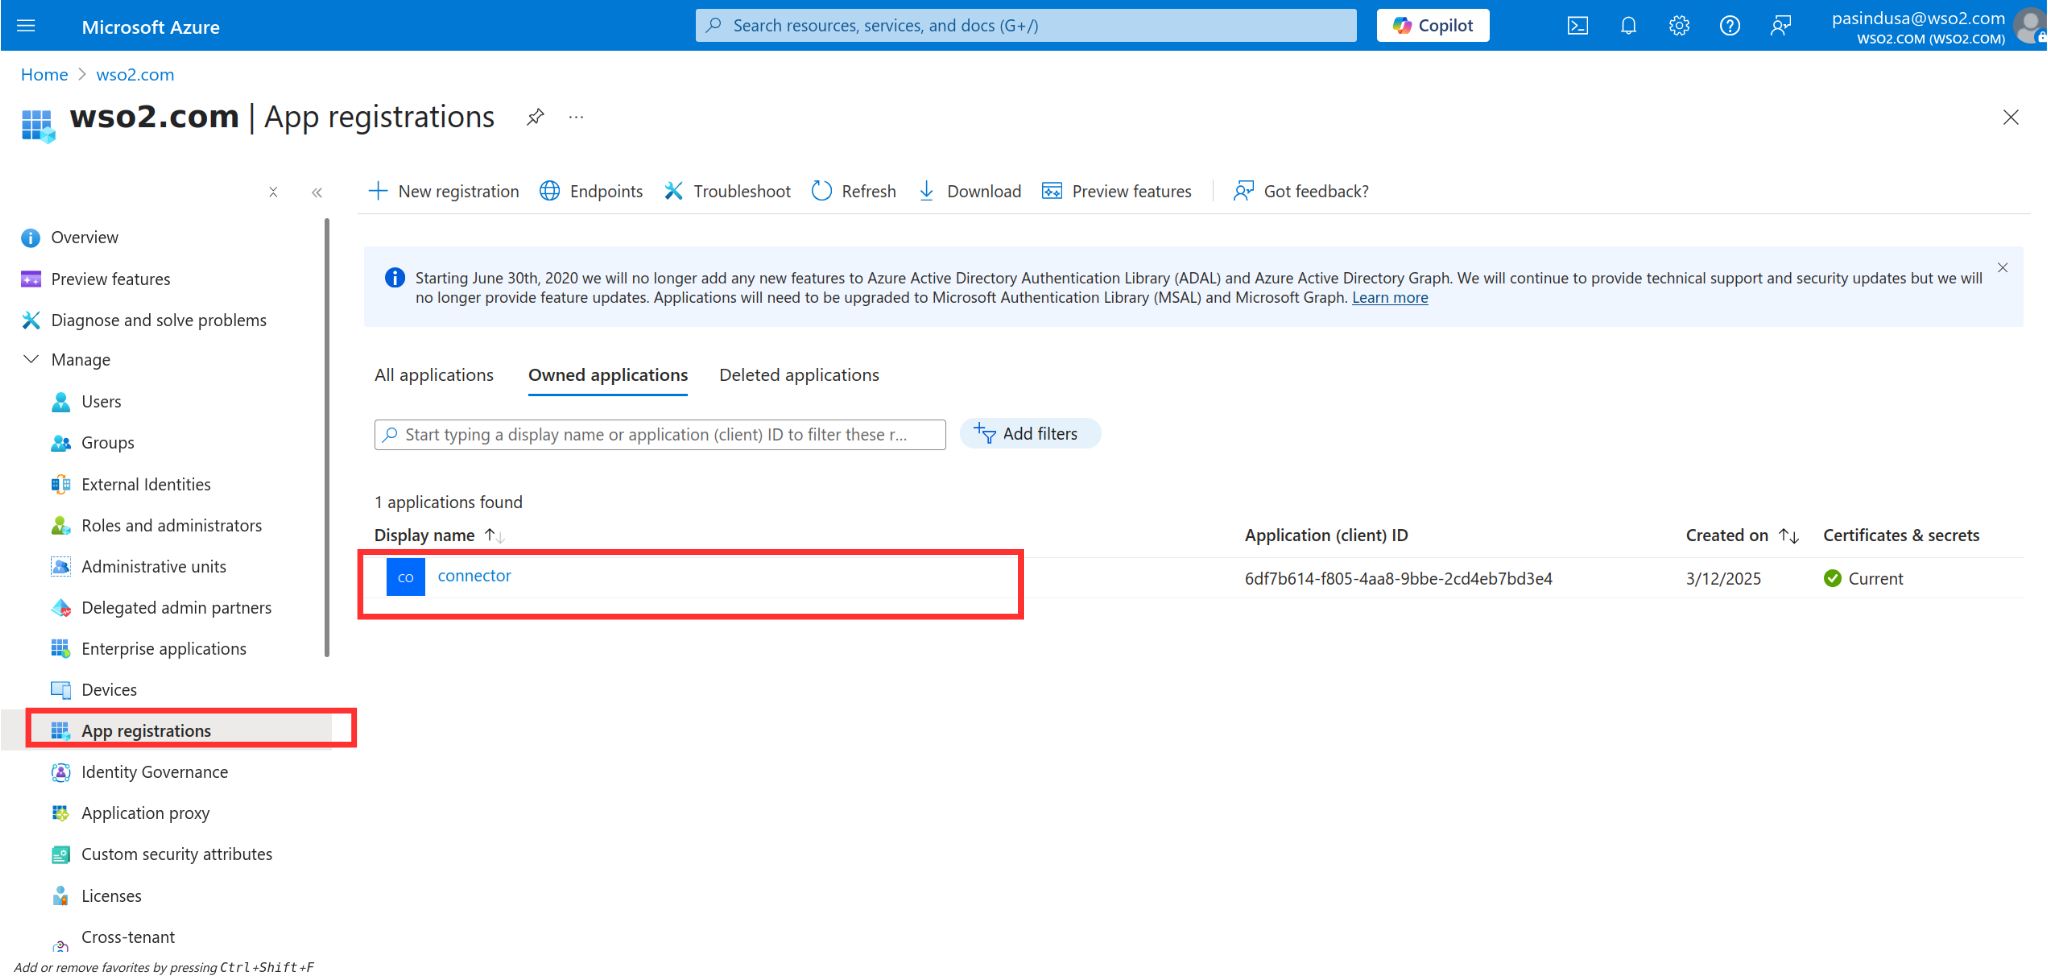 Microsoft Azure
Search resources, services, and docs (G+/)
Copilot
pasindusa@wso2.com
WSO2.COM (WSO2.COM)
Home > wso2.com
wso2.com | App registrations
...
New registration
Endpoints
Troubleshoot
Refresh
Download
Preview features
Got feedback?
Overview
Preview features
Diagnose and solve problems
Manage
Users
Groups
External Identities
Roles and administrators
Administrative units
Delegated admin partners
Enterprise applications
Devices
App registrations
Identity Governance
Application proxy
Custom security attributes
Licenses
Cross-tenant
Add or remove favorites by pressing Ctrl+Shift+F
Starting June 30th, 2020 we will no longer add any new features to Azure Active Directory Authentication Library (ADAL) and Azure Active Directory Graph. We will continue to provide technical support and security updates but we will
no longer provide feature updates. Applications will need to be upgraded to Microsoft Authentication Library (MSAL) and Microsoft Graph. Learn more
All applications
Owned applications
Deleted applications
Start typing a display name or application (client) ID to filter these r...
Add filters
1 applications found
Display name
Application (client) ID
Created on
Certificates & secrets
CO
connector
6df7b614-f805-4aa8-9bbe-2cd4eb7bd3e4
3/12/2025
Current